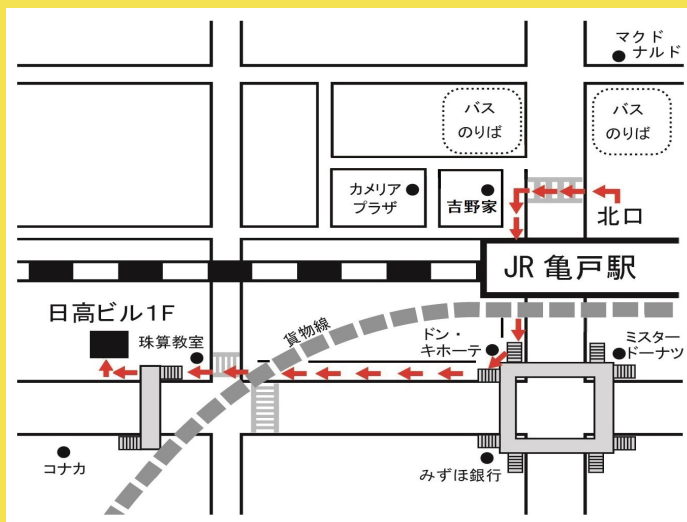 マクド
ナルド
バス
のりば
バス
のりば
カメリア
プラザ
吉野家
北口
JR 亀戸駅
日高ビル1F
珠算教室
貨物線
ドン・
キホーテ
ミスター
ドーナツ
コナカ
みずほ銀行